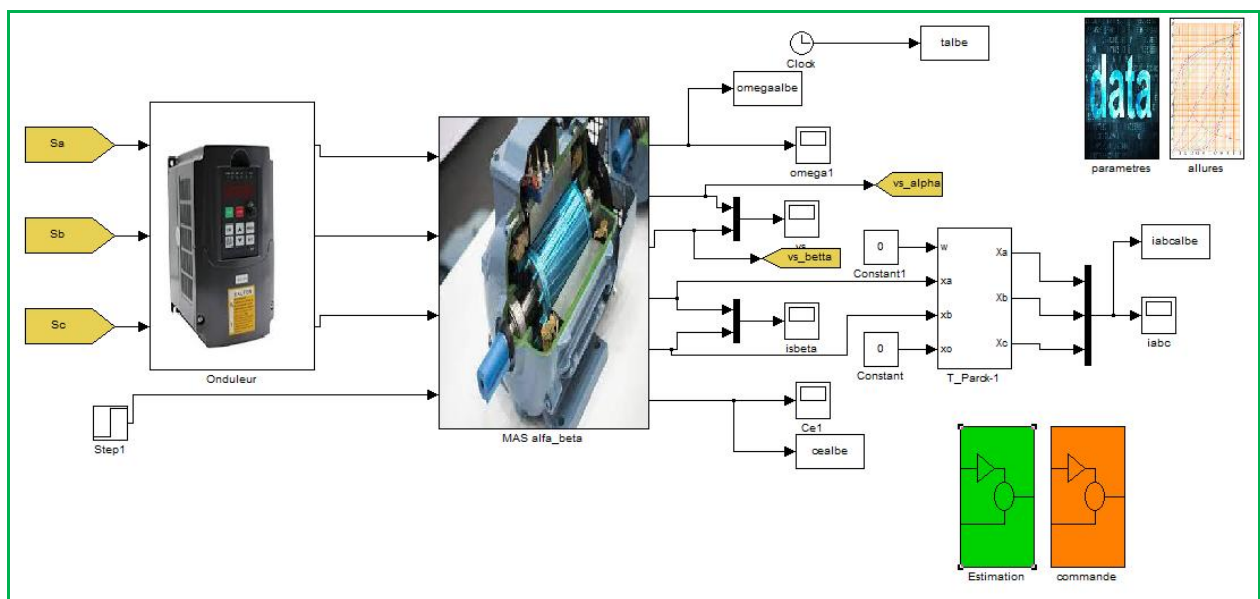 Clock
talbe
omegaalbe
data
parametres
allures
Sa
omega1
vs_alpha
Sb
vs
vs_betta
0
Constant1
w
xa
xb
xo
Xa
Xb
Xc
iabcalbe
iabc
Sc
isbeta
0
Constant
T_Parck-1
Onduleur
Step1
MAS alfa_beta
Ce1
cealbe
Estimation
commande